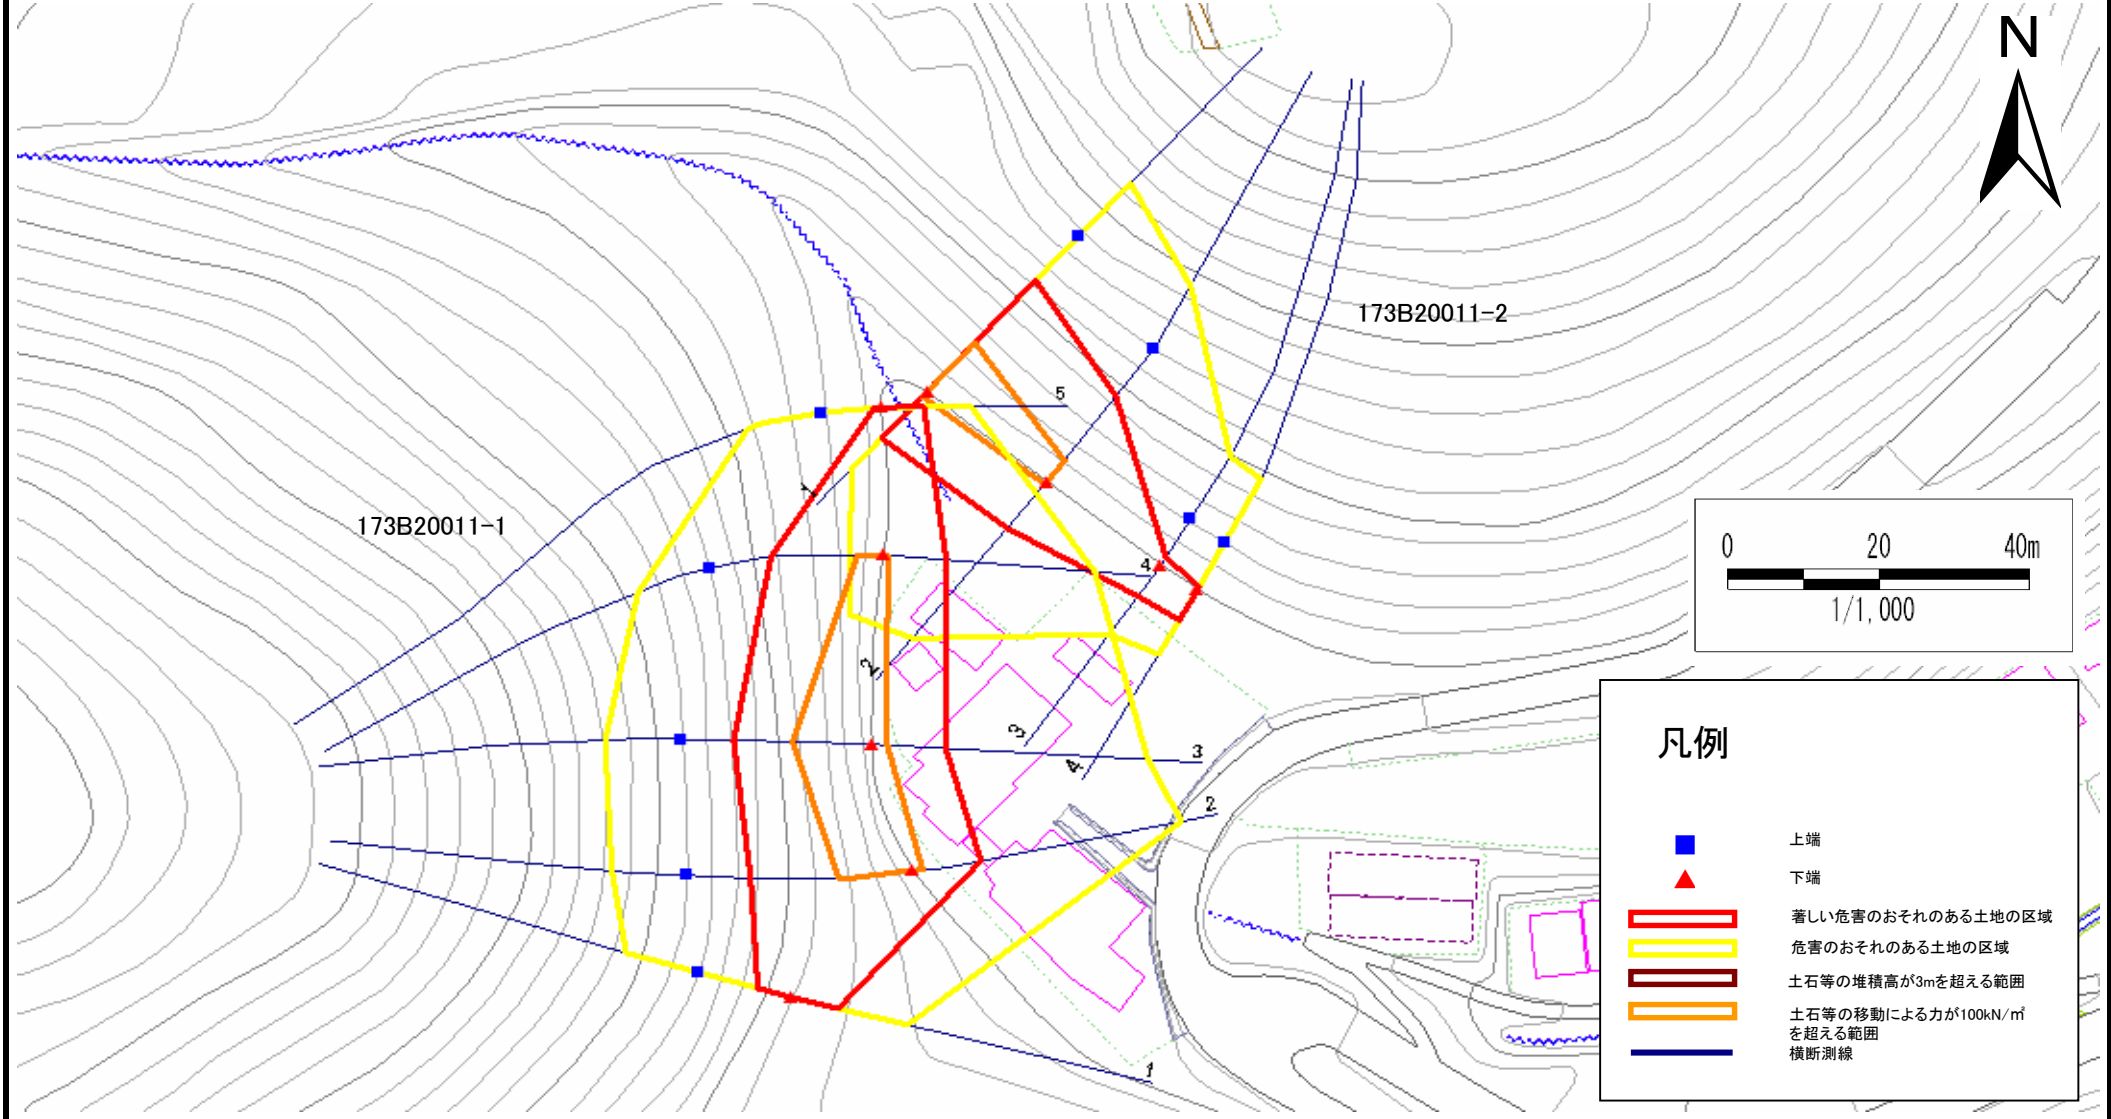 N
173B20011-2
5
1
173B20011-1
0 20 40m
1/1,000
4
2
3
3
4
2
1
凡例
上端
下端
著しい危害のおそれのある土地の区域
危害のおそれのある土地の区域
土石等の堆積高が3mを超える範囲
土石等の移動による力が100kN/㎡
を超える範囲
横断測線